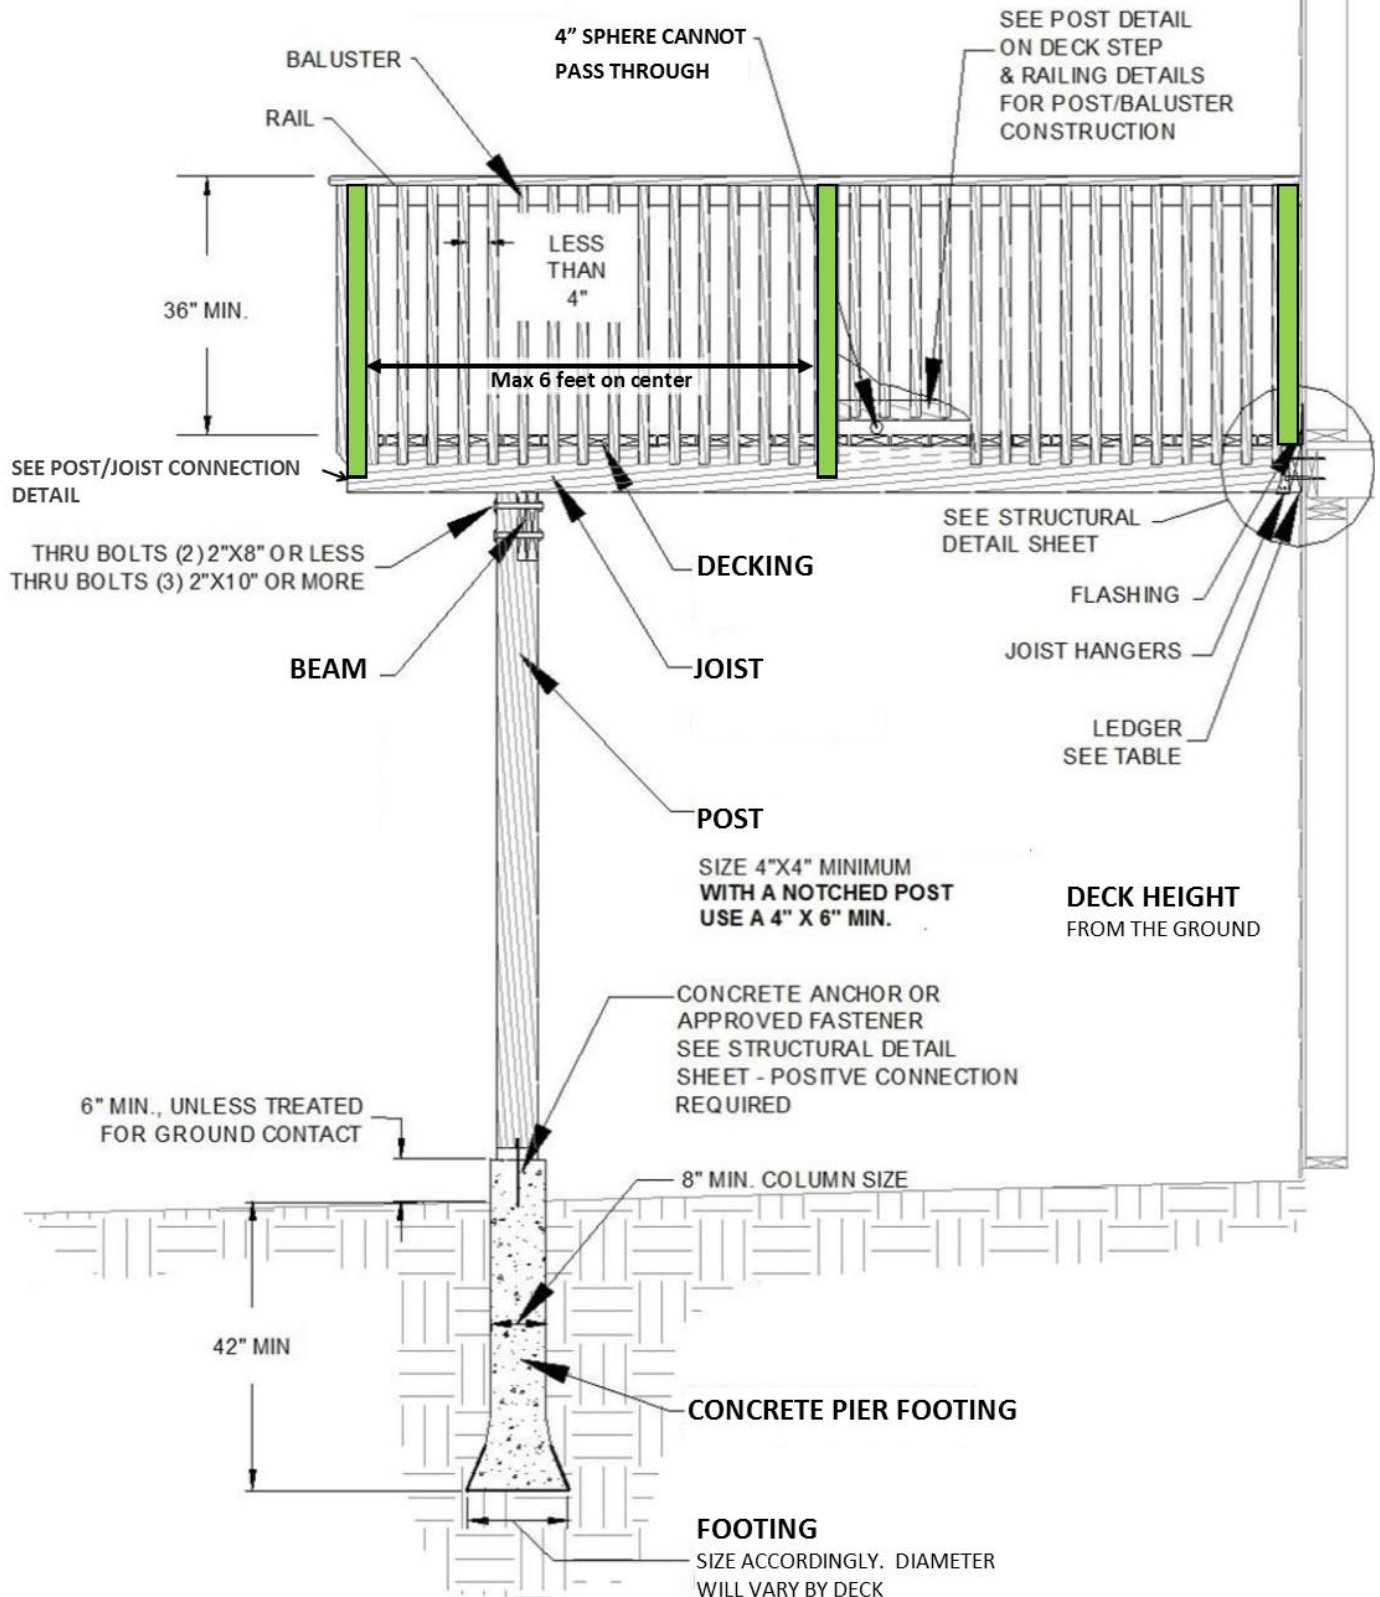 SEE POST DETAIL
ON DECK STEP
& RAILING DETAILS
FOR POST/BALUSTER
CONSTRUCTION
4” SPHERE CANNOT
PASS THROUGH
BALUSTER
RAIL
LESS
THAN
4"
36" MIN.
Max 6 feet on center
SEE POST/JOIST CONNECTION
DETAIL
THRU BOLTS (2) 2"X8" OR LESS
THRU BOLTS (3) 2"X10" OR MORE
SEE STRUCTURAL
DETAIL SHEET
DECKING
FLASHING
BEAM
JOIST
JOIST HANGERS
LEDGER
SEE TABLE
POST
SIZE 4"X4" MINIMUM
WITH A NOTCHED POST
USE A 4" X 6" MIN.
DECK HEIGHT
FROM THE GROUND
CONCRETE ANCHOR OR
APPROVED FASTENER
SEE STRUCTURAL DETAIL
SHEET - POSITVE CONNECTION
REQUIRED
6" MIN., UNLESS TREATED
FOR GROUND CONTACT
8" MIN. COLUMN SIZE
42" MIN
CONCRETE PIER FOOTING
FOOTING
SIZE ACCORDINGLY. DIAMETER
WILL VARY BY DECK